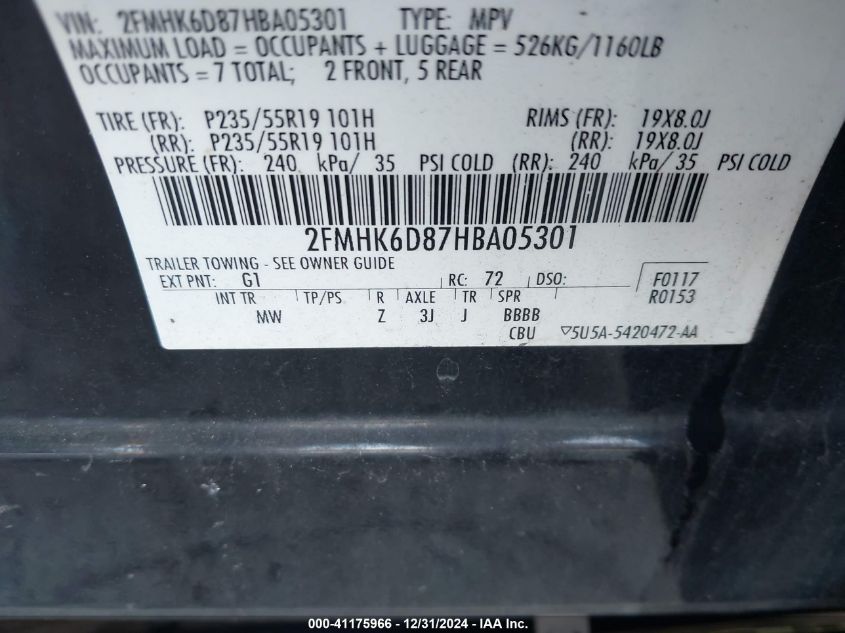 VIN: 2FMHK6D87HBA05301 TYPE: MPV
MAXIMUM LOAD = OCCUPANTS + LUGGAGE = 526KG/1160LB
OCCUPANTS = 7 TOTAL; 2 FRONT, 5 REAR
TIRE (FR): P235/55R19 101H RIMS (FR): 19X8.0J
(RR): P235/55R19 101H (RR): 19X8.0J
PRESSURE (FR): 240 kPa/ 35 PSI COLD (RR): 240 kPa/ 35 PSI COLD
2FMHK6D87HBA05301
TRAILER TOWING - SEE OWNER GUIDE
EXT PNT: G1 RC: 72 DSO: F0117
R0153
INT TR TP/PS R AXLE TR SPR
MW Z 3J J BBBB
CBU ▽5U5A-5420472-AA
000-41175966 - 12/31/2024 - IAA Inc.